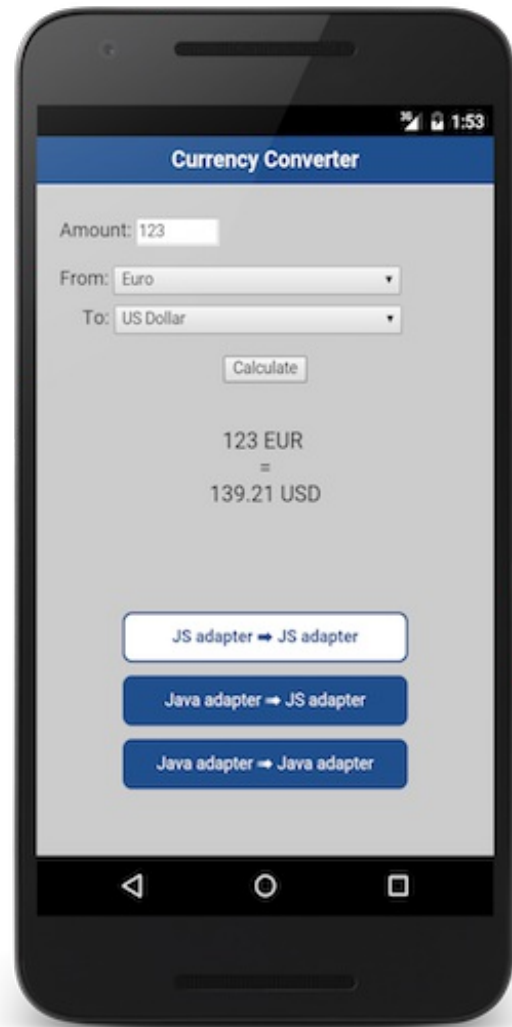 3G 1:53
Currency Converter
Amount: 123
From: Euro
To: US Dollar
Calculate
123 EUR
=
139.21 USD
JS adapter ➡ JS adapter
Java adapter ➡ JS adapter
Java adapter ➡ Java adapter